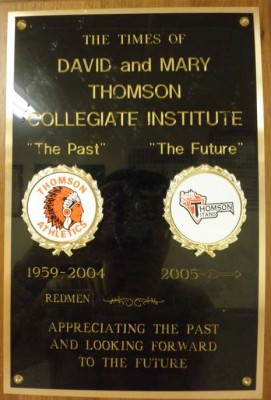 THE TIMES OF
DAVID and MARY
THOMSON
COLLEGIATE INSTITUTE
"The Past" "The Future"
THOMSON
ATHLETICS
THOMSON
TITANS
1959-2004 2005-
REDMEN
APPRECIATING THE PAST
AND LOOKING FORWARD
TO THE FUTURE